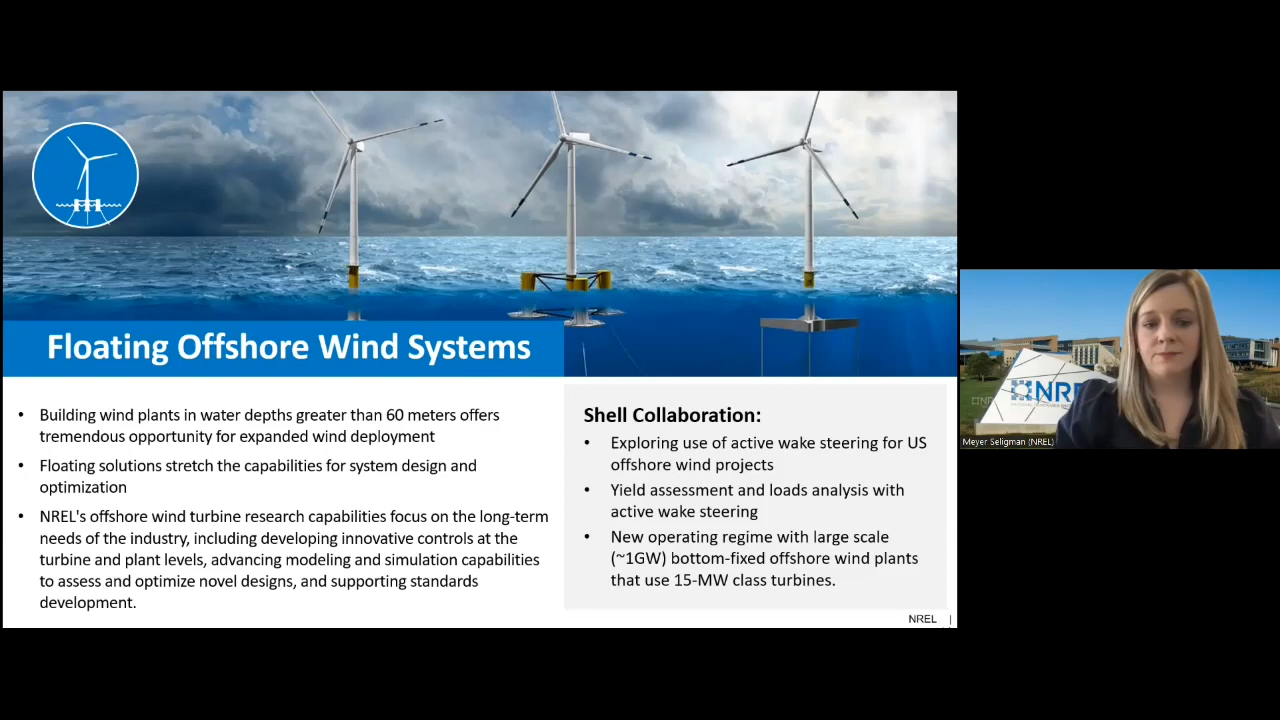 Floating Offshore Wind Systems
• Building wind plants in water depths greater than 60 meters offers
tremendous opportunity for expanded wind deployment
• Floating solutions stretch the capabilities for system design and
optimization
• NREL's offshore wind turbine research capabilities focus on the long-term
needs of the industry, including developing innovative controls at the
turbine and plant levels, advancing modeling and simulation capabilities
to assess and optimize novel designs, and supporting standards
development.
Shell Collaboration:
• Exploring use of active wake steering for US
offshore wind projects
• Yield assessment and loads analysis with
active wake steering
• New operating regime with large scale
(~1GW) bottom-fixed offshore wind plants
that use 15-MW class turbines.
NREL |
NRE
Meyer Seligman (NREL)